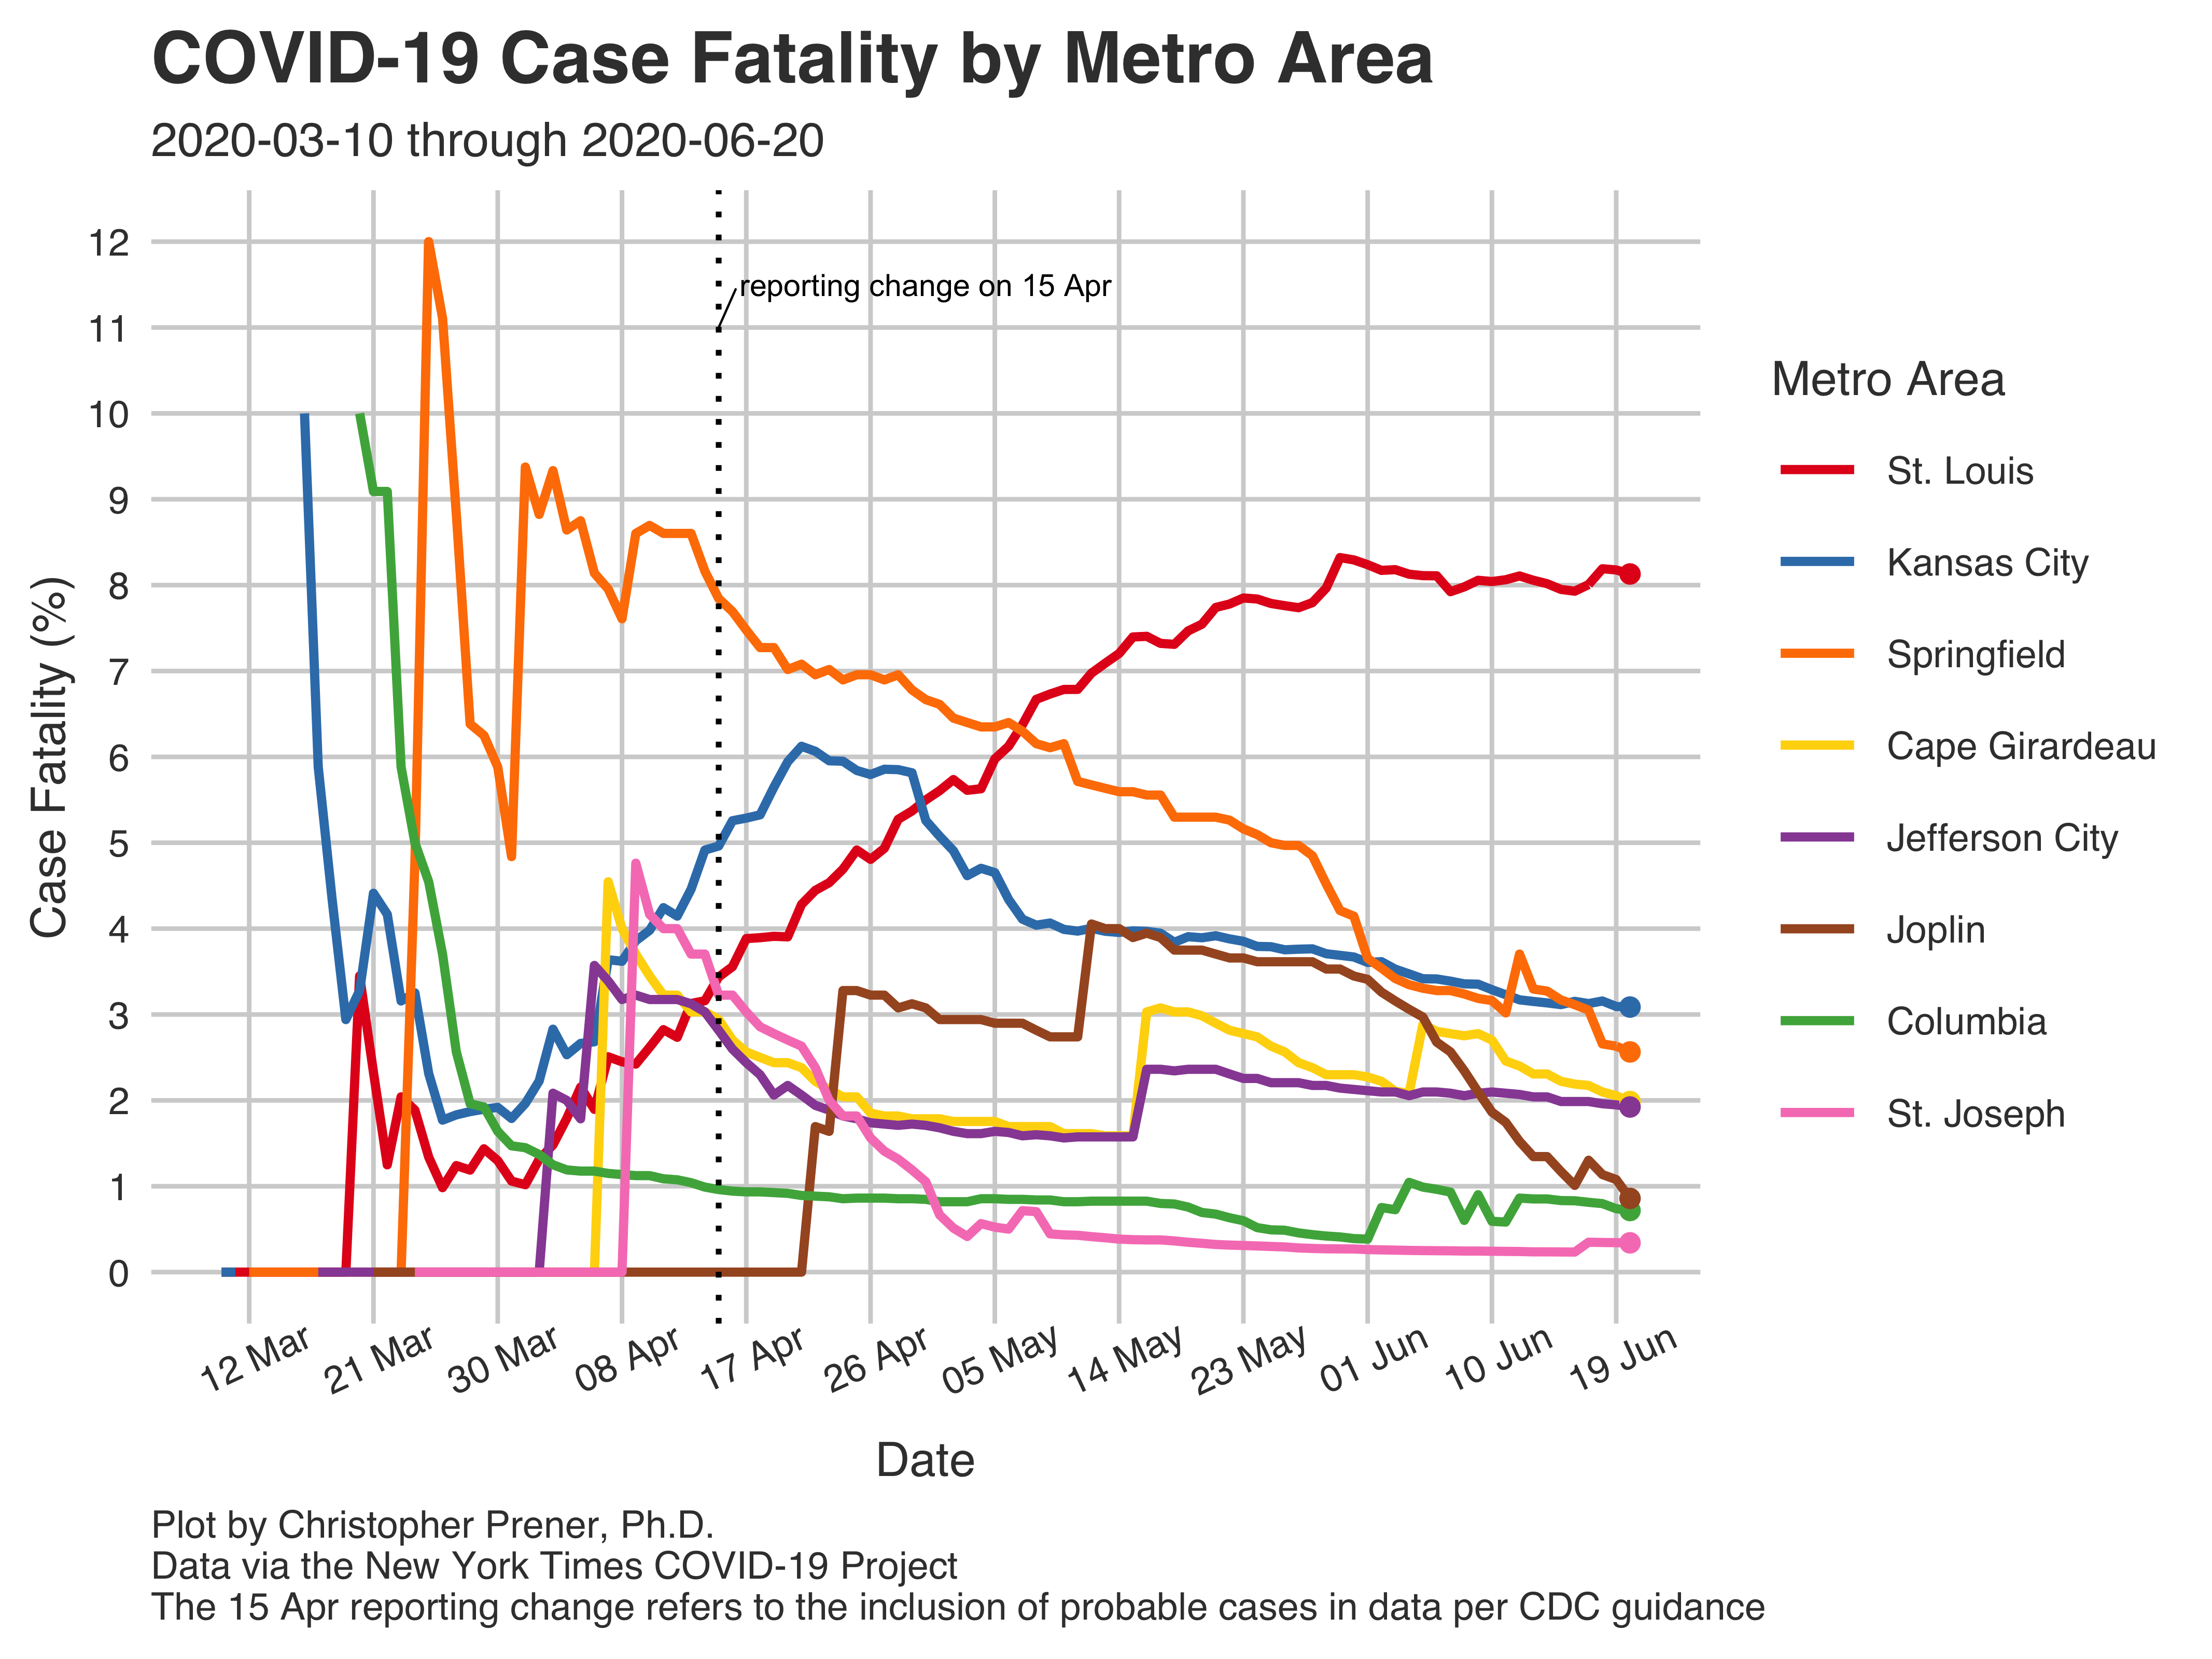 COVID-19 Case Fatality by Metro Area
2020-03-10 through 2020-06-20
12
11
10
9
8
7
6
5
4
3
2
1
0
Case Fatality (%)
reporting change on 15 Apr
12 Mar
21 Mar
30 Mar
08 Apr
17 Apr
26 Apr
05 May
14 May
23 May
01 Jun
10 Jun
19 Jun
Date
Metro Area
St. Louis
Kansas City
Springfield
Cape Girardeau
Jefferson City
Joplin
Columbia
St. Joseph
Plot by Christopher Prener, Ph.D.
Data via the New York Times COVID-19 Project
The 15 Apr reporting change refers to the inclusion of probable cases in data per CDC guidance